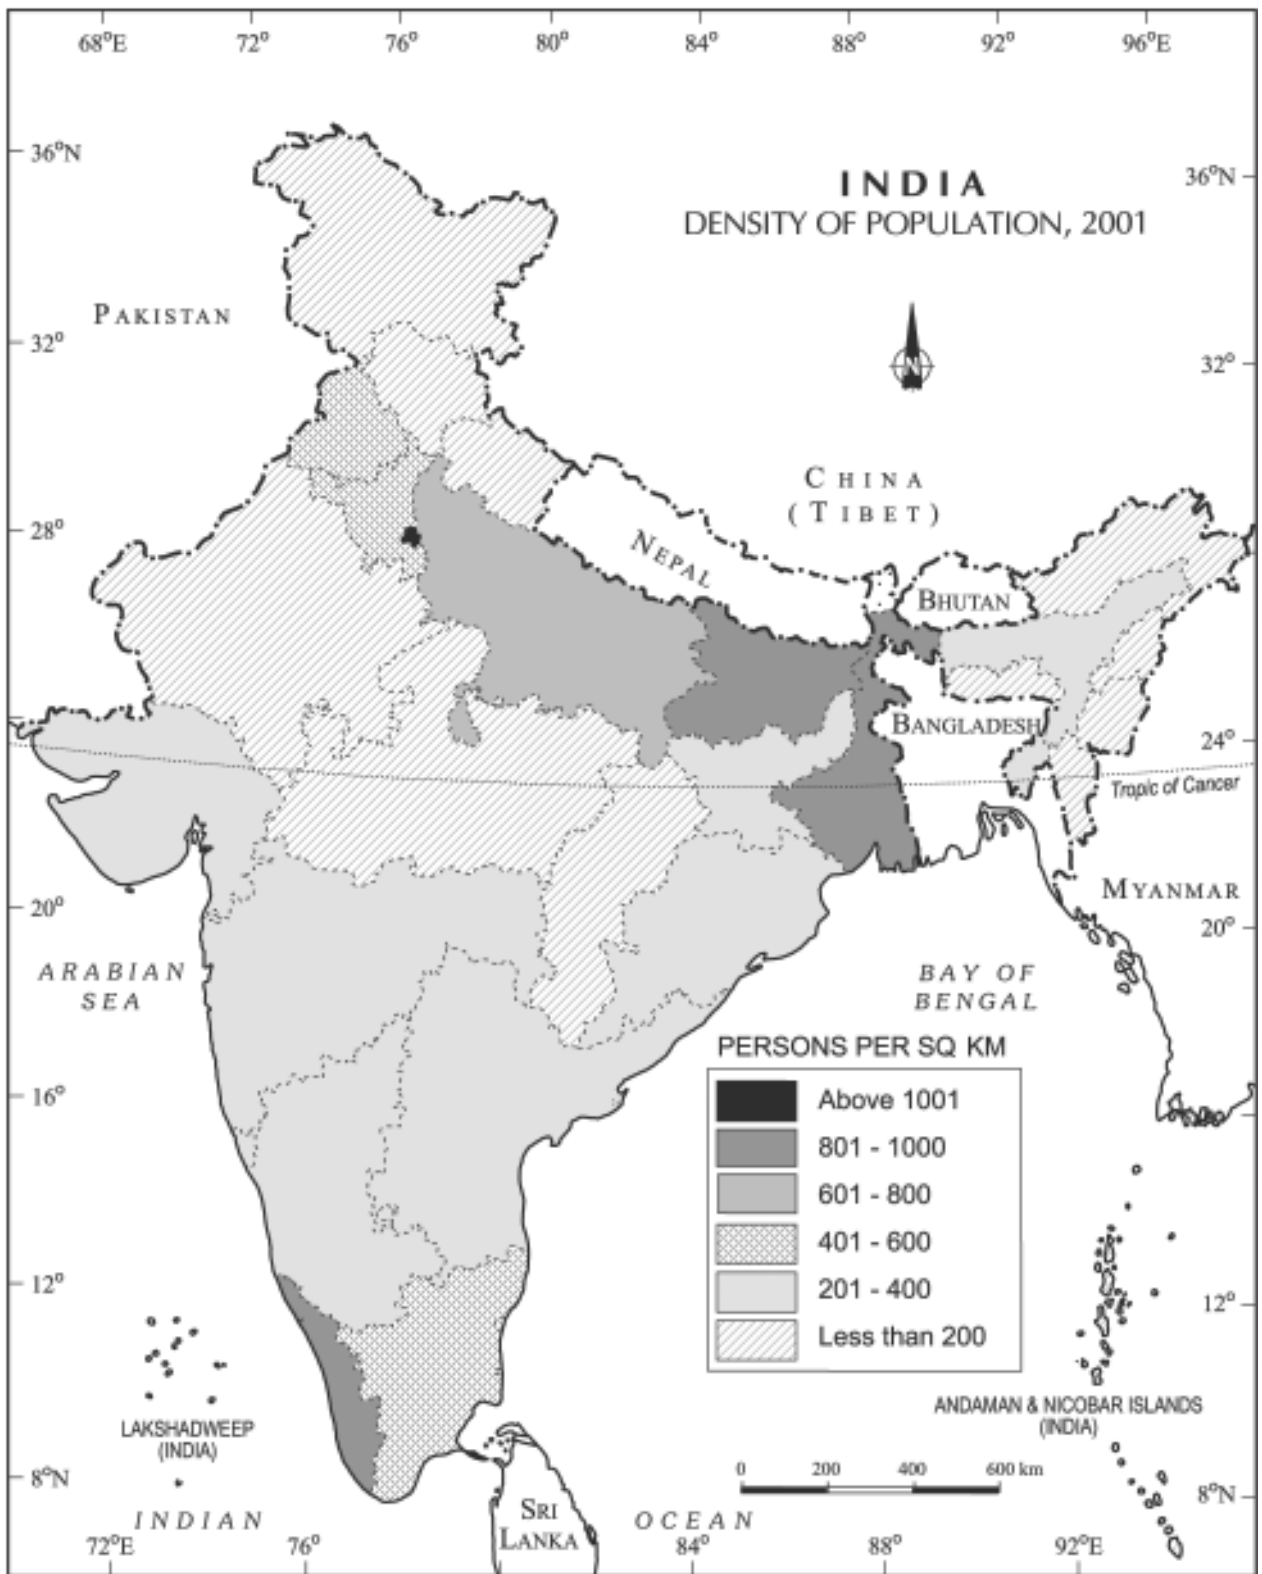 68°E 72° 76° 80° 84° 88° 92° 96°E
36°N
INDIA
36°N
DENSITY OF POPULATION, 2001
PAKISTAN
32°
N
32°
CHINA
(TIBET)
28°
NEPAL
BHUTAN
BANGLADESH
24°
Tropic of Cancer
MYANMAR
20°
20°
ARABIAN
SEA
BAY OF
BENGAL
PERSONS PER SQ KM
Above 1001
801 - 1000
601 - 800
401 - 600
201 - 400
Less than 200
16°
12°
12°
LAKSHADWEEP
(INDIA)
ANDAMAN & NICOBAR ISLANDS
(INDIA)
8°N
0 200 400 600 km
8°N
SRI
LANKA
INDIAN
OCEAN
72°E 76° 84° 88° 92°E